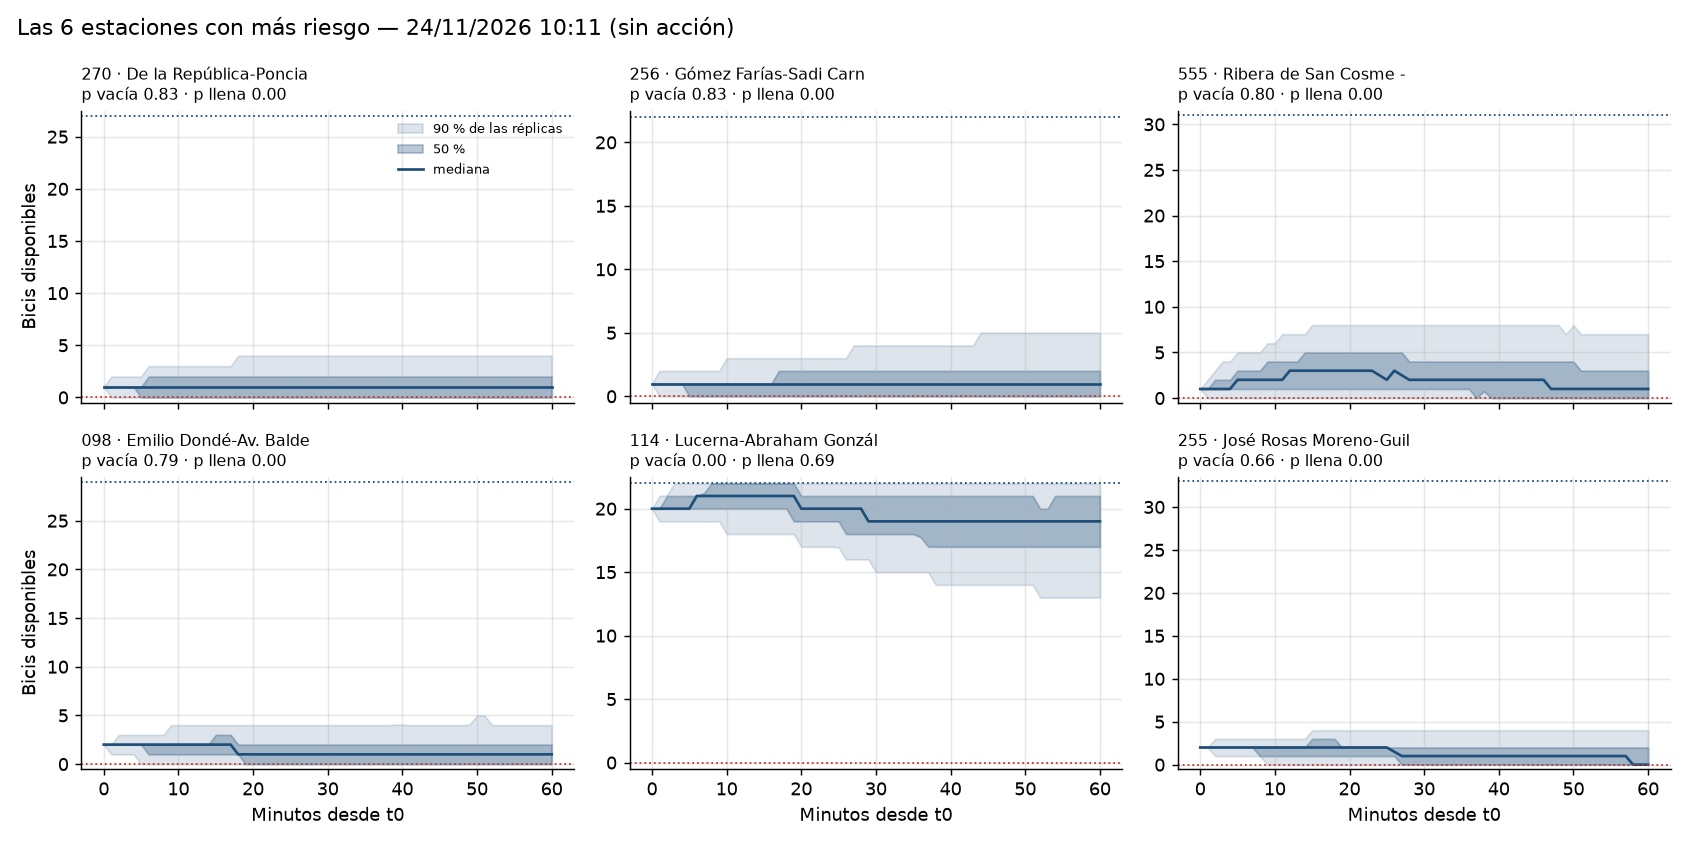 Las 6 estaciones con más riesgo — 24/11/2026 10:11 (sin acción)
270 · De la República-Poncia
p vacía 0.83 · p llena 0.00
25
20
15
10
5
0
Bicis disponibles
90 % de las réplicas
50 %
mediana
256 · Gómez Farías-Sadi Carn
p vacía 0.83 · p llena 0.00
20
15
10
5
0
555 · Ribera de San Cosme -
p vacía 0.80 · p llena 0.00
30
25
20
15
10
5
0
098 · Emilio Dondé-Av. Balde
p vacía 0.79 · p llena 0.00
25
20
15
10
5
0
Bicis disponibles
0 10 20 30 40 50 60
Minutos desde t0
114 · Lucerna-Abraham Gonzál
p vacía 0.00 · p llena 0.69
20
15
10
5
0
0 10 20 30 40 50 60
Minutos desde t0
255 · José Rosas Moreno-Guil
p vacía 0.66 · p llena 0.00
30
25
20
15
10
5
0
0 10 20 30 40 50 60
Minutos desde t0